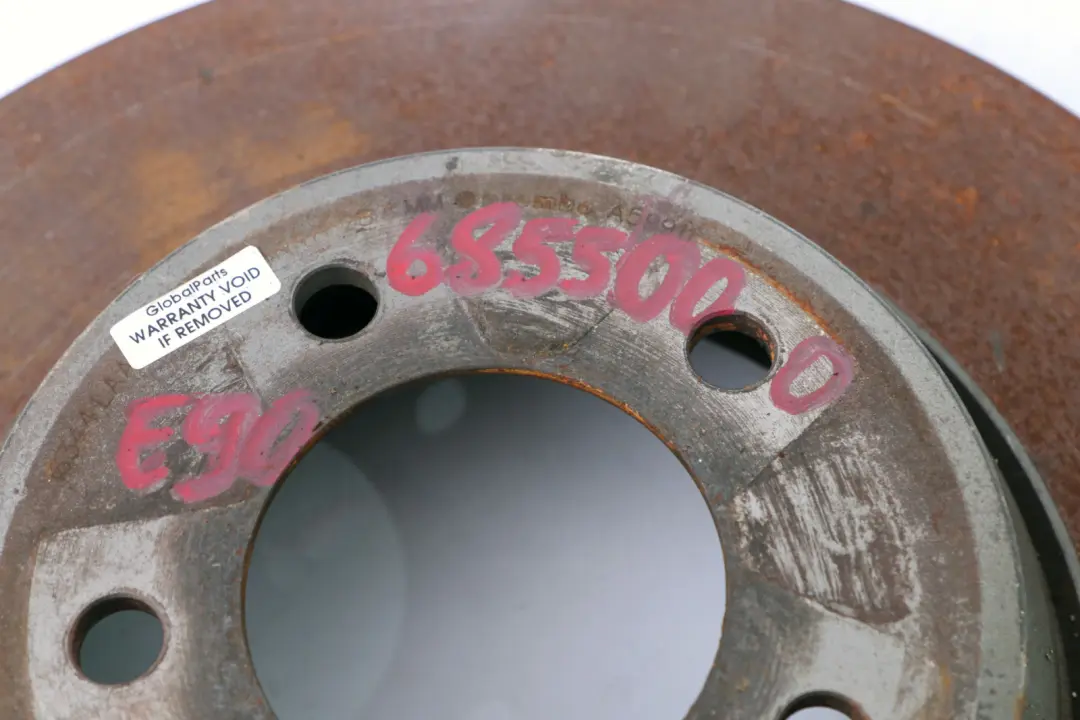 6855000
GlobalParts
WARRANTY VOID
IF REMOVED
E90